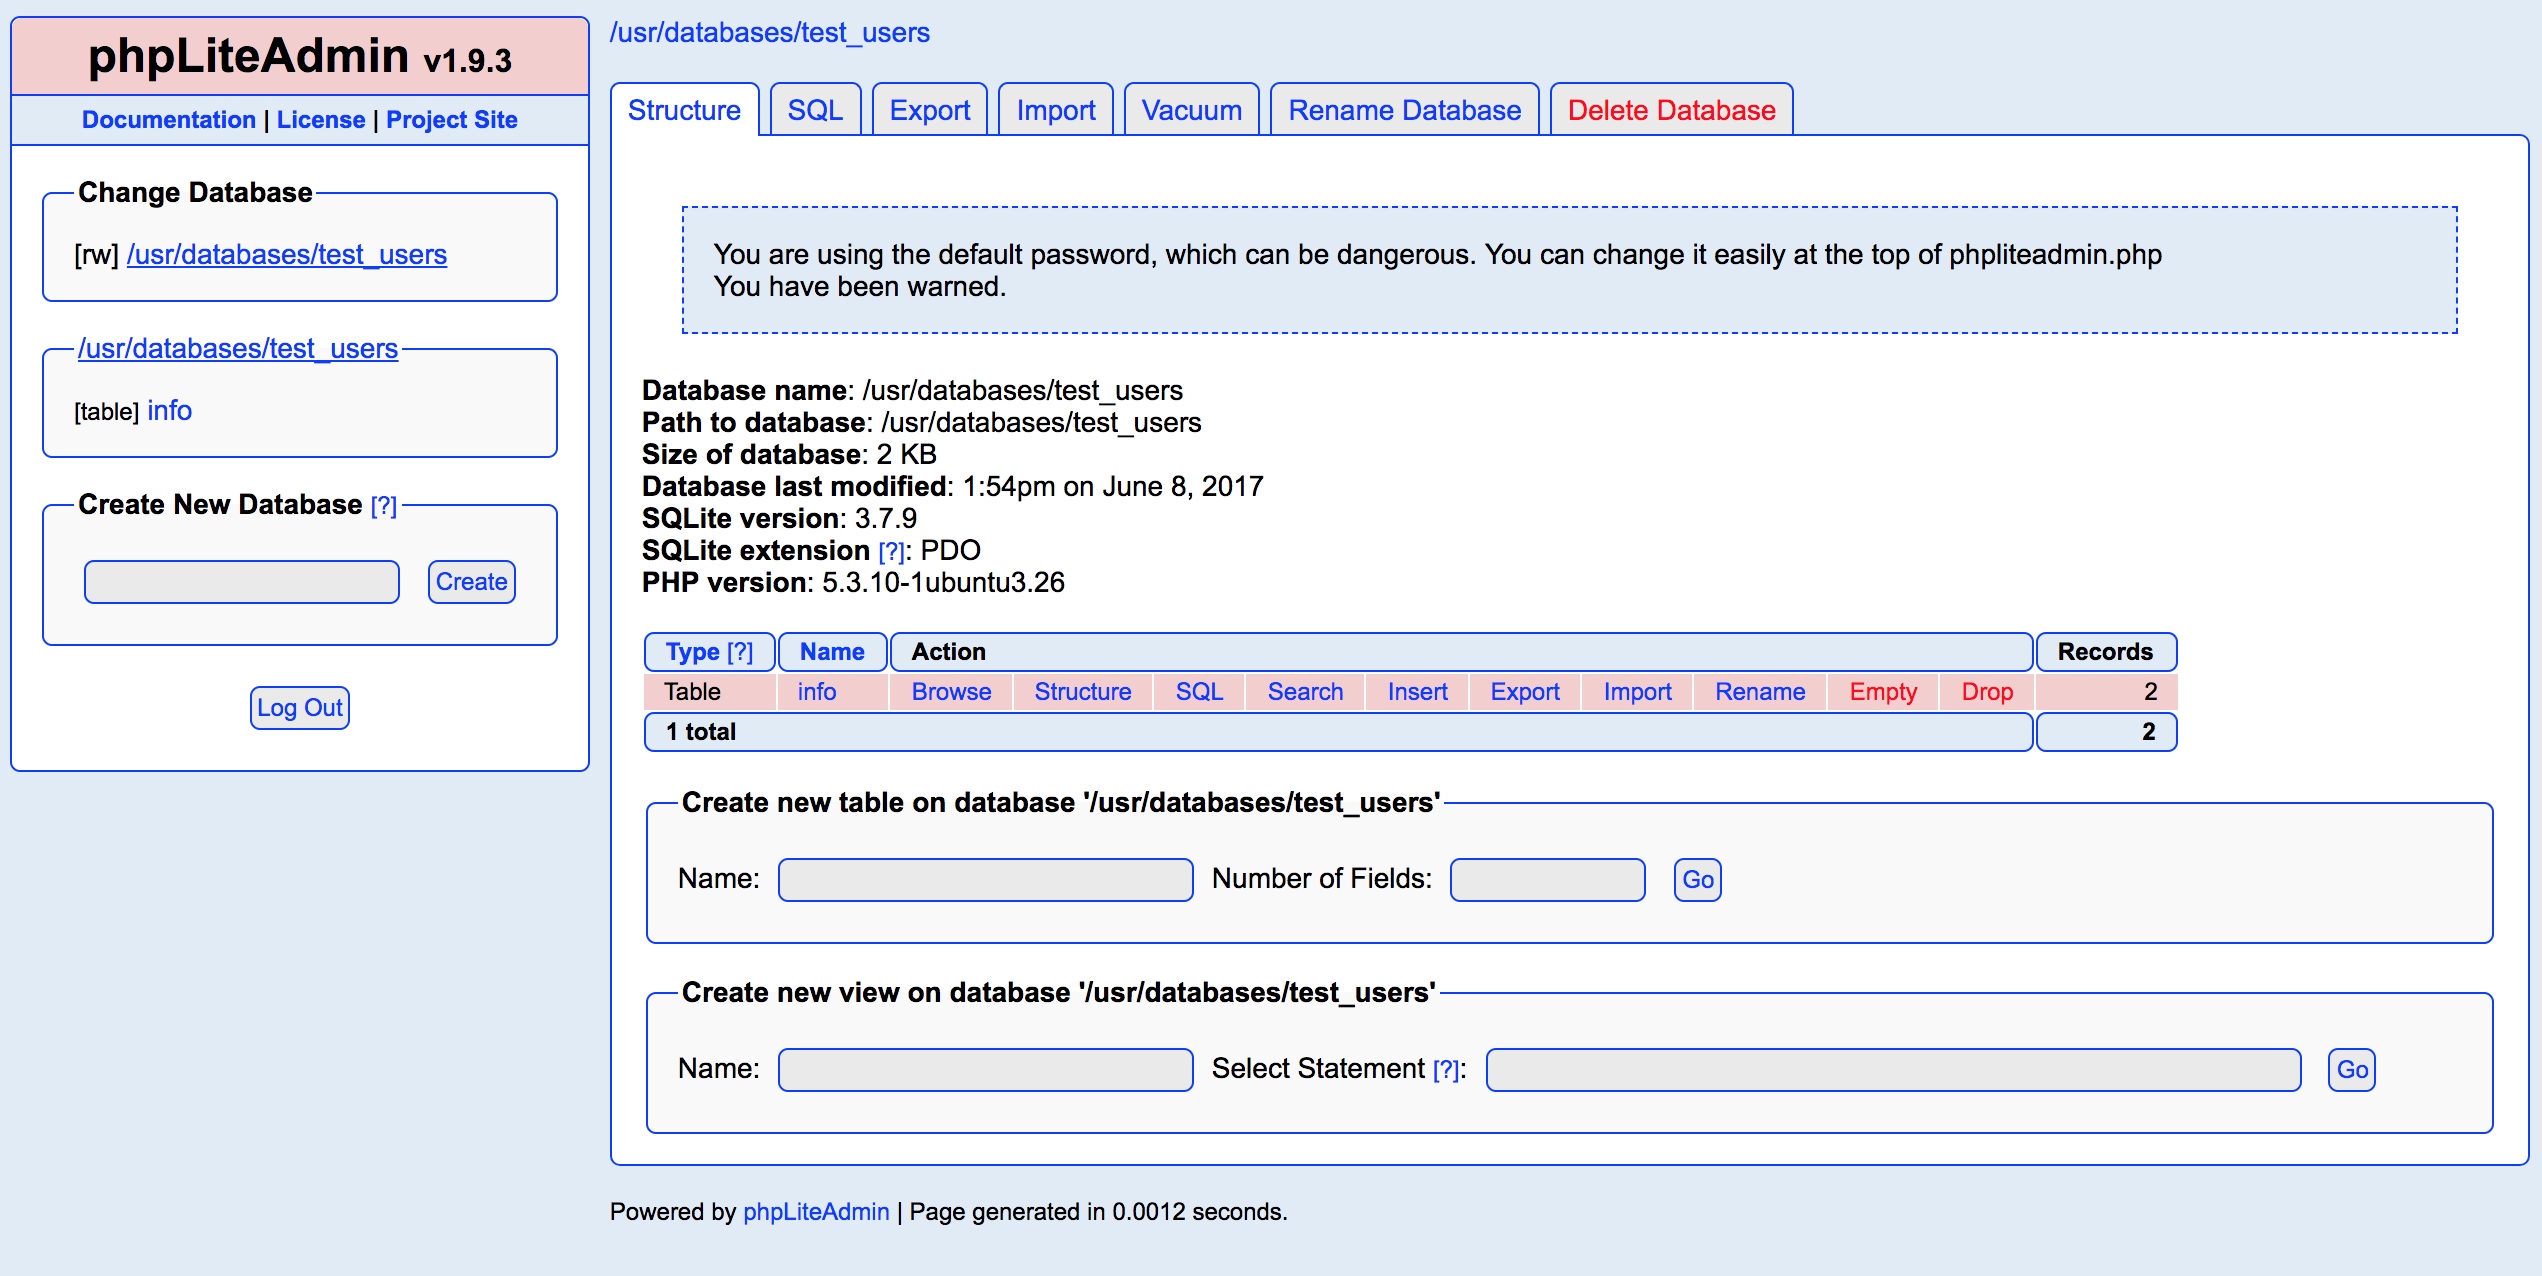 phpLiteAdmin v1.9.3
Documentation | License | Project Site
Change Database
[rw] /usr/databases/test_users
/usr/databases/test_users
[table] info
Create New Database [?]
Create
Log Out
/usr/databases/test_users
Structure SQL Export Import Vacuum Rename Database Delete Database
You are using the default password, which can be dangerous. You can change it easily at the top of phpliteadmin.php
You have been warned.
Database name: /usr/databases/test_users
Path to database: /usr/databases/test_users
Size of database: 2 KB
Database last modified: 1:54pm on June 8, 2017
SQLite version: 3.7.9
SQLite extension [?]: PDO
PHP version: 5.3.10-1ubuntu3.26
Type [?] Name Action Records
Table info Browse Structure SQL Search Insert Export Import Rename Empty Drop 2
1 total 2
Create new table on database '/usr/databases/test_users'
Name: Number of Fields: Go
Create new view on database '/usr/databases/test_users'
Name: Select Statement [?]: Go
Powered by phpLiteAdmin | Page generated in 0.0012 seconds.